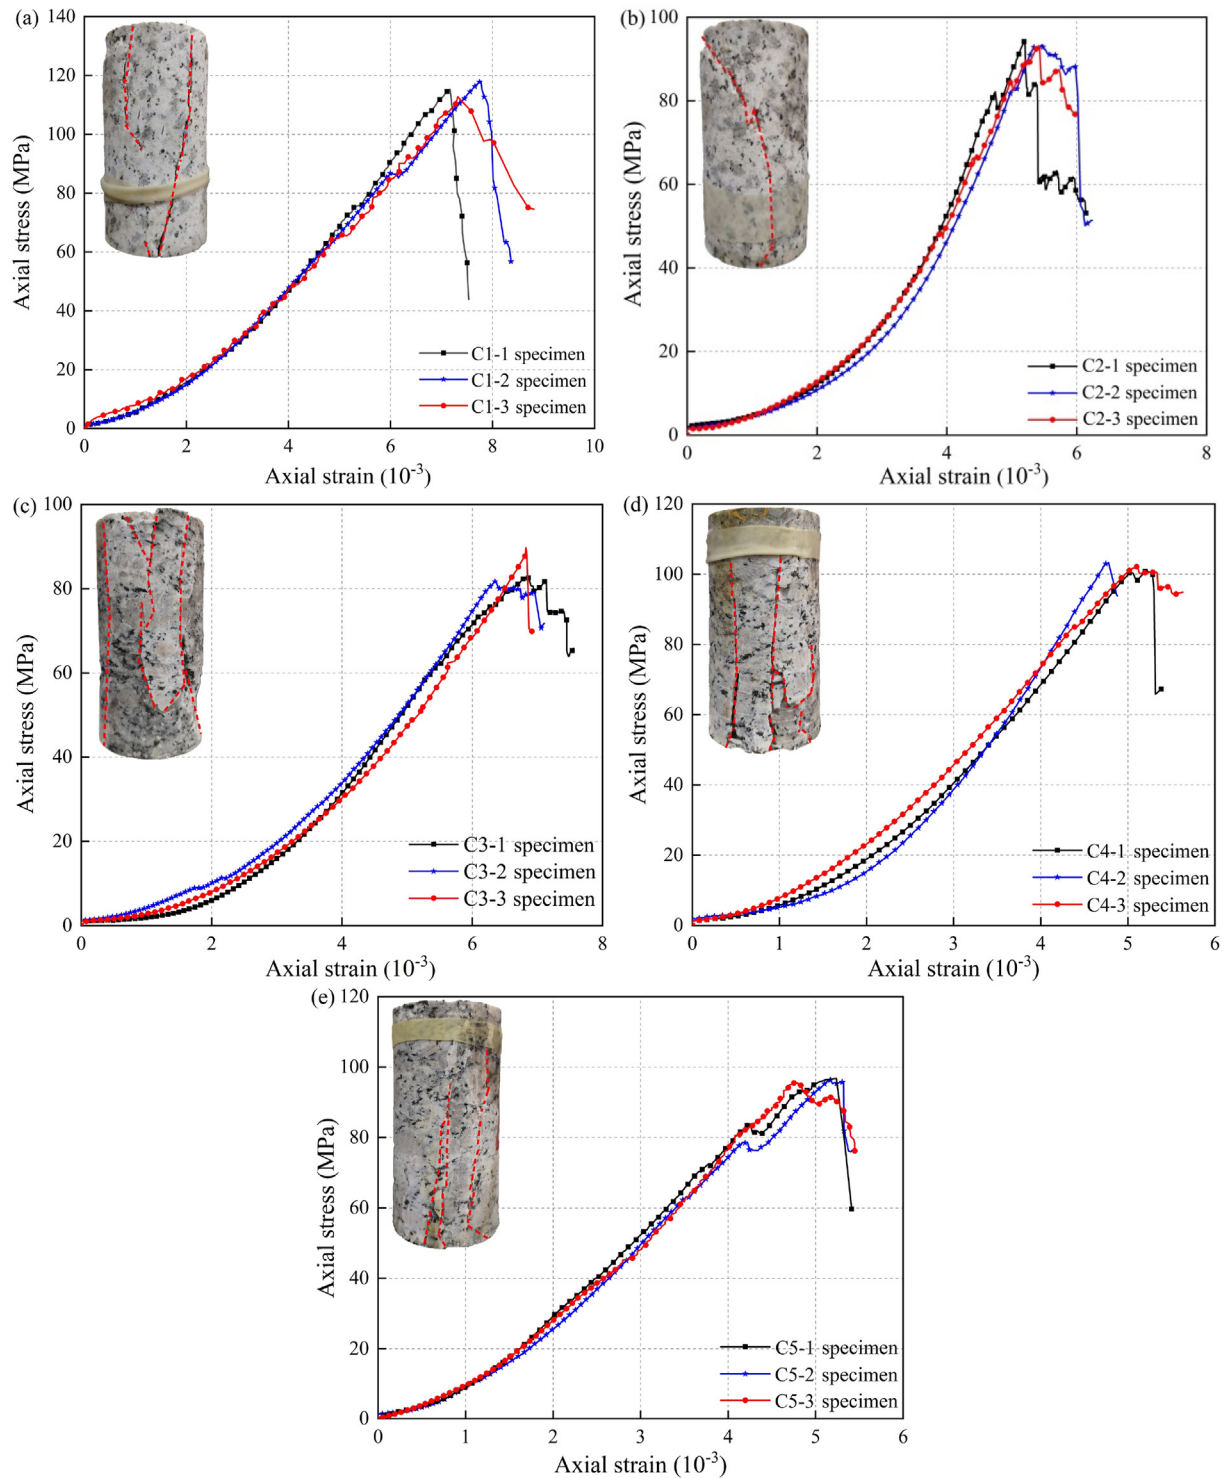 (a)
140
120
100
80
60
40
20
0
0 2 4 6 8 10
Axial stress (MPa)
Axial strain (10⁻³)
C1-1 specimen
C1-2 specimen
C1-3 specimen
(b)
100
80
60
40
20
0
2 4 6 8
Axial stress (MPa)
Axial strain (10⁻³)
C2-1 specimen
C2-2 specimen
C2-3 specimen
(c)
100
80
60
40
20
0
0 2 4 6 8
Axial stress (MPa)
Axial strain (10⁻³)
C3-1 specimen
C3-2 specimen
C3-3 specimen
(d)
120
100
80
60
40
20
0
0 1 2 3 4 5 6
Axial stress (MPa)
Axial strain (10⁻³)
C4-1 specimen
C4-2 specimen
C4-3 specimen
(e)
120
100
80
60
40
20
0
0 1 2 3 4 5 6
Axial stress (MPa)
Axial strain (10⁻³)
C5-1 specimen
C5-2 specimen
C5-3 specimen